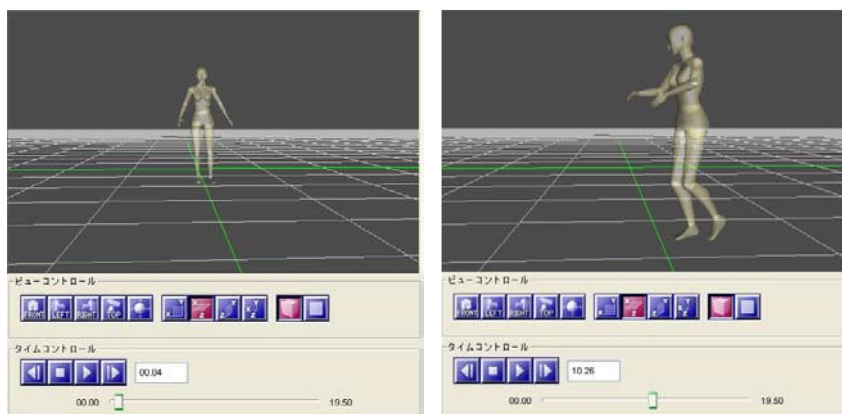 ビューコントロール
FRONT LEFT RIGHT TOP
X Y
X Z
Z Y
X Y Z
タイムコントロール
00.84
00.00 19.50
ビューコントロール
FRONT LEFT RIGHT TOP
X Y
X Z
Z Y
X Y Z
タイムコントロール
10.26
00.00 19.50